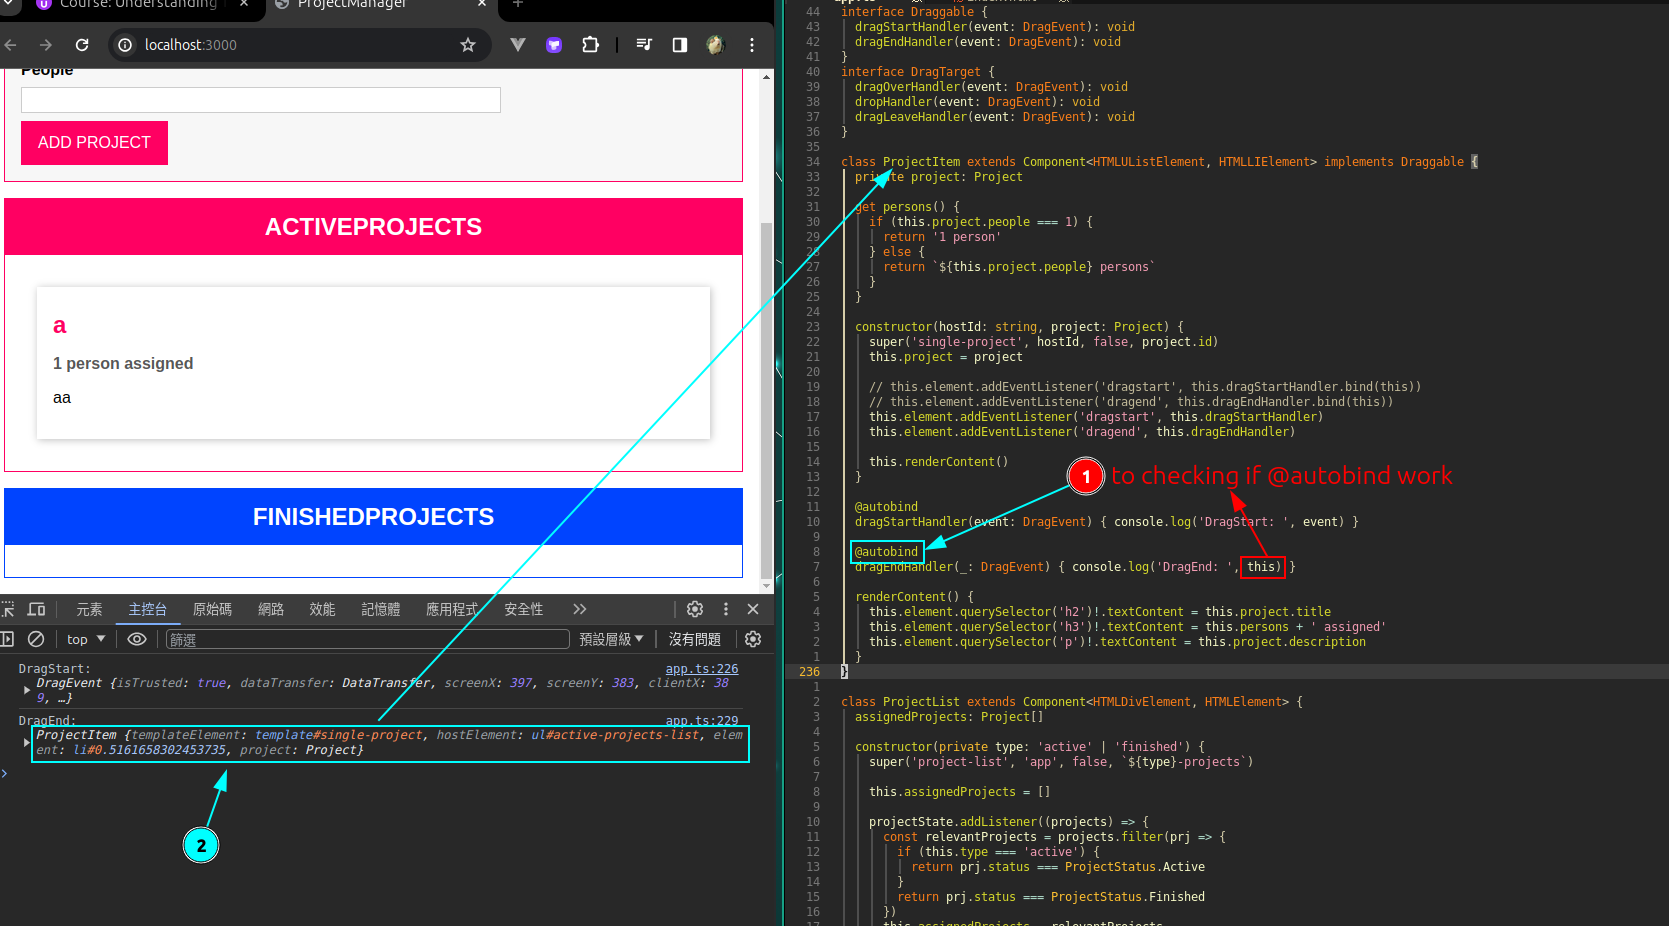 Course: Understanding
ProjectManager
localhost:3000
People
ADD PROJECT
ACTIVEPROJECTS
a
1 person assigned
aa
FINISHEDPROJECTS
元素 主控台 原始碼 網路 效能 記憶體 應用程式 安全性
top 篩選 預設層級 沒有問題
DragStart: app.ts:226
DragEvent {isTrusted: true, dataTransfer: DataTransfer, screenX: 397, screenY: 383, clientX: 38
9, …}
DragEnd: app.ts:229
ProjectItem {templateElement: template#single-project, hostElement: ul#active-projects-list, elem
ent: li#0.5161658302453735, project: Project}
2
44 interface Draggable {
43 dragStartHandler(event: DragEvent): void
42 dragEndHandler(event: DragEvent): void
41 }
40 interface DragTarget {
39 dragOverHandler(event: DragEvent): void
38 dropHandler(event: DragEvent): void
37 dragLeaveHandler(event: DragEvent): void
36 }
35
34 class ProjectItem extends Component<HTMLUListElement, HTMLLIElement> implements Draggable {
33 private project: Project
32
31 get persons() {
30 if (this.project.people === 1) {
29 return '1 person'
28 } else {
27 return `${this.project.people} persons`
26 }
25 }
24
23 constructor(hostId: string, project: Project) {
22 super('single-project', hostId, false, project.id)
21 this.project = project
20
19 // this.element.addEventListener('dragstart', this.dragStartHandler.bind(this))
18 // this.element.addEventListener('dragend', this.dragEndHandler.bind(this))
17 this.element.addEventListener('dragstart', this.dragStartHandler)
16 this.element.addEventListener('dragend', this.dragEndHandler)
15
14 this.renderContent()
13 }
1 to checking if @autobind work
12
11 @autobind
10 dragStartHandler(event: DragEvent) { console.log('DragStart: ', event) }
9
8 @autobind
7 dragEndHandler(_: DragEvent) { console.log('DragEnd: ', this) }
6
5 renderContent() {
4 this.element.querySelector('h2')!.textContent = this.project.title
3 this.element.querySelector('h3')!.textContent = this.persons + ' assigned'
2 this.element.querySelector('p')!.textContent = this.project.description
1 }
236 }
1
2 class ProjectList extends Component<HTMLDivElement, HTMLElement> {
3 assignedProjects: Project[]
4
5 constructor(private type: 'active' | 'finished') {
6 super('project-list', 'app', false, `${type}-projects`)
7
8 this.assignedProjects = []
9
10 projectState.addListener((projects) => {
11 const relevantProjects = projects.filter(prj => {
12 if (this.type === 'active') {
13 return prj.status === ProjectStatus.Active
14 }
15 return prj.status === ProjectStatus.Finished
16 })
17 this.assignedProjects = relevantProjects